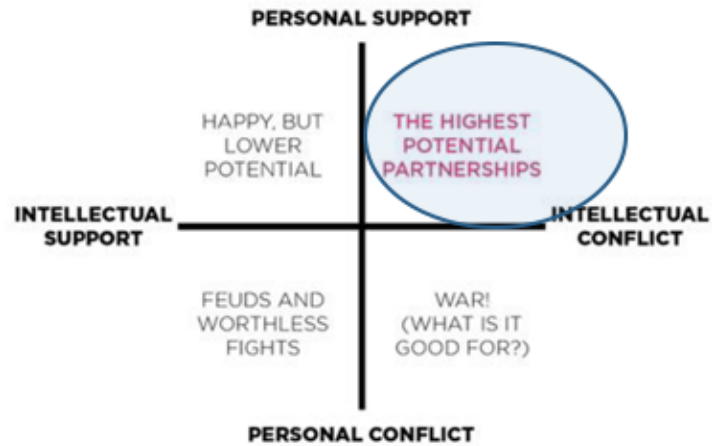 PERSONAL SUPPORT
HAPPY, BUT
LOWER
POTENTIAL
THE HIGHEST
POTENTIAL
PARTNERSHIPS
INTELLECTUAL
SUPPORT
INTELLECTUAL
CONFLICT
FEUDS AND
WORTHLESS
FIGHTS
WAR!
(WHAT IS IT
GOOD FOR?)
PERSONAL CONFLICT